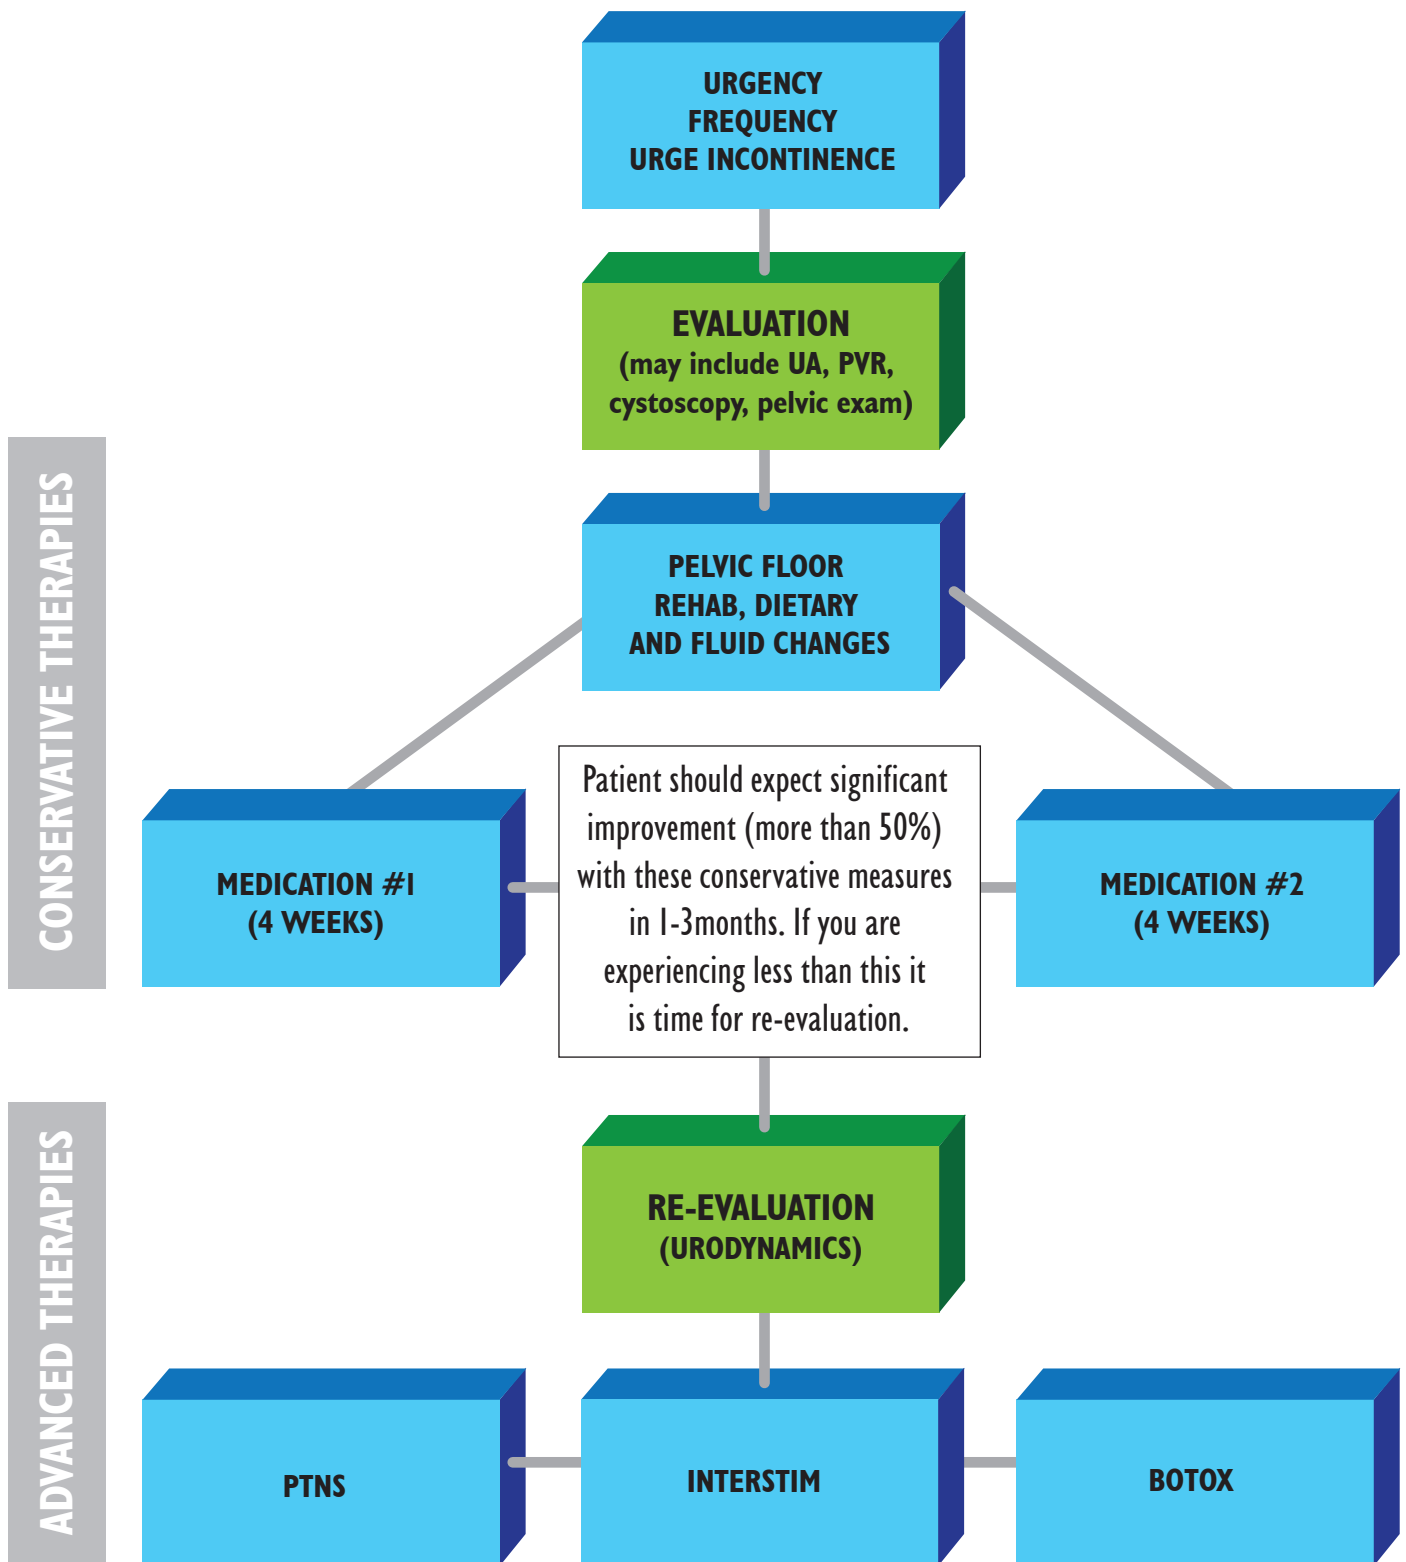 URGENCY
FREQUENCY
URGE INCONTINENCE
EVALUATION
(may include UA, PVR,
cystoscopy, pelvic exam)
CONSERVATIVE THERAPIES
PELVIC FLOOR
REHAB, DIETARY
AND FLUID CHANGES
MEDICATION #1
(4 WEEKS)
Patient should expect significant
improvement (more than 50%)
with these conservative measures
in 1-3months. If you are
experiencing less than this it
is time for re-evaluation.
MEDICATION #2
(4 WEEKS)
ADVANCED THERAPIES
RE-EVALUATION
(URODYNAMICS)
PTNS
INTERSTIM
BOTOX